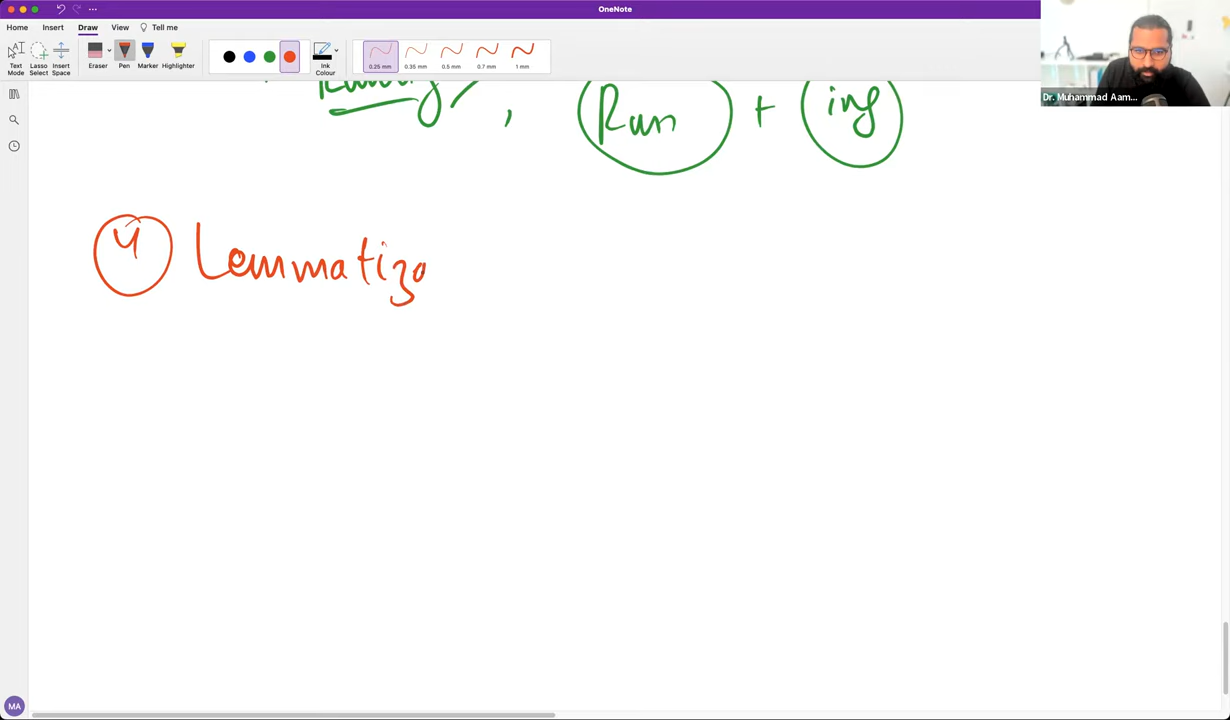 OneNote
Home Insert Draw View Tell me
Text Mode Lasso Select Insert Space Eraser Pen Marker Highlighter Ink Colour 0.25 mm 0.35 mm 0.5 mm 0.7 mm 1 mm
Dr. Muhammad Aam...
, Run + ing
4 Lemmatiza
MA